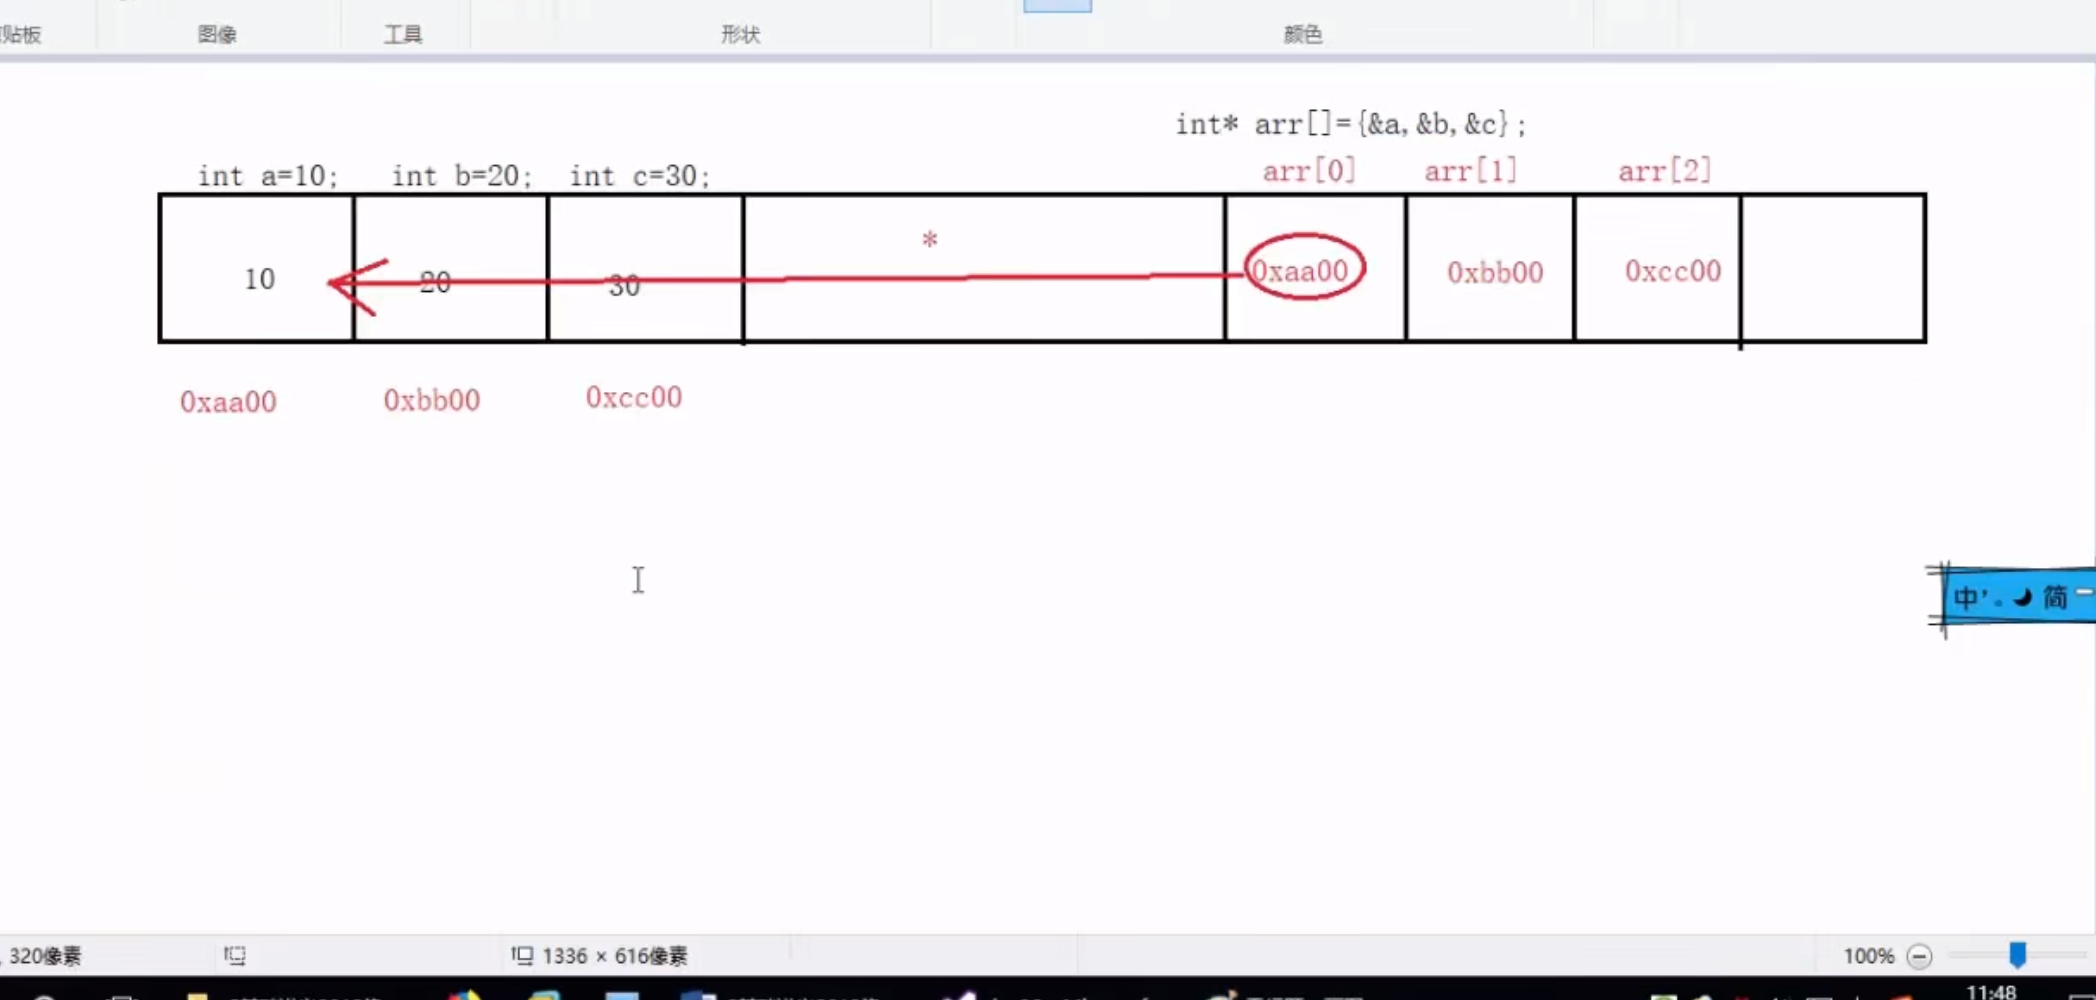 贴板 图像 工具 形状 颜色
int* arr[]={&a,&b,&c};
int a=10; int b=20; int c=30; arr[0] arr[1] arr[2]
*
10 20 30 0xaa00 0xbb00 0xcc00
0xaa00 0xbb00 0xcc00
中 简
320像素 1336 × 616像素 100%
11:48